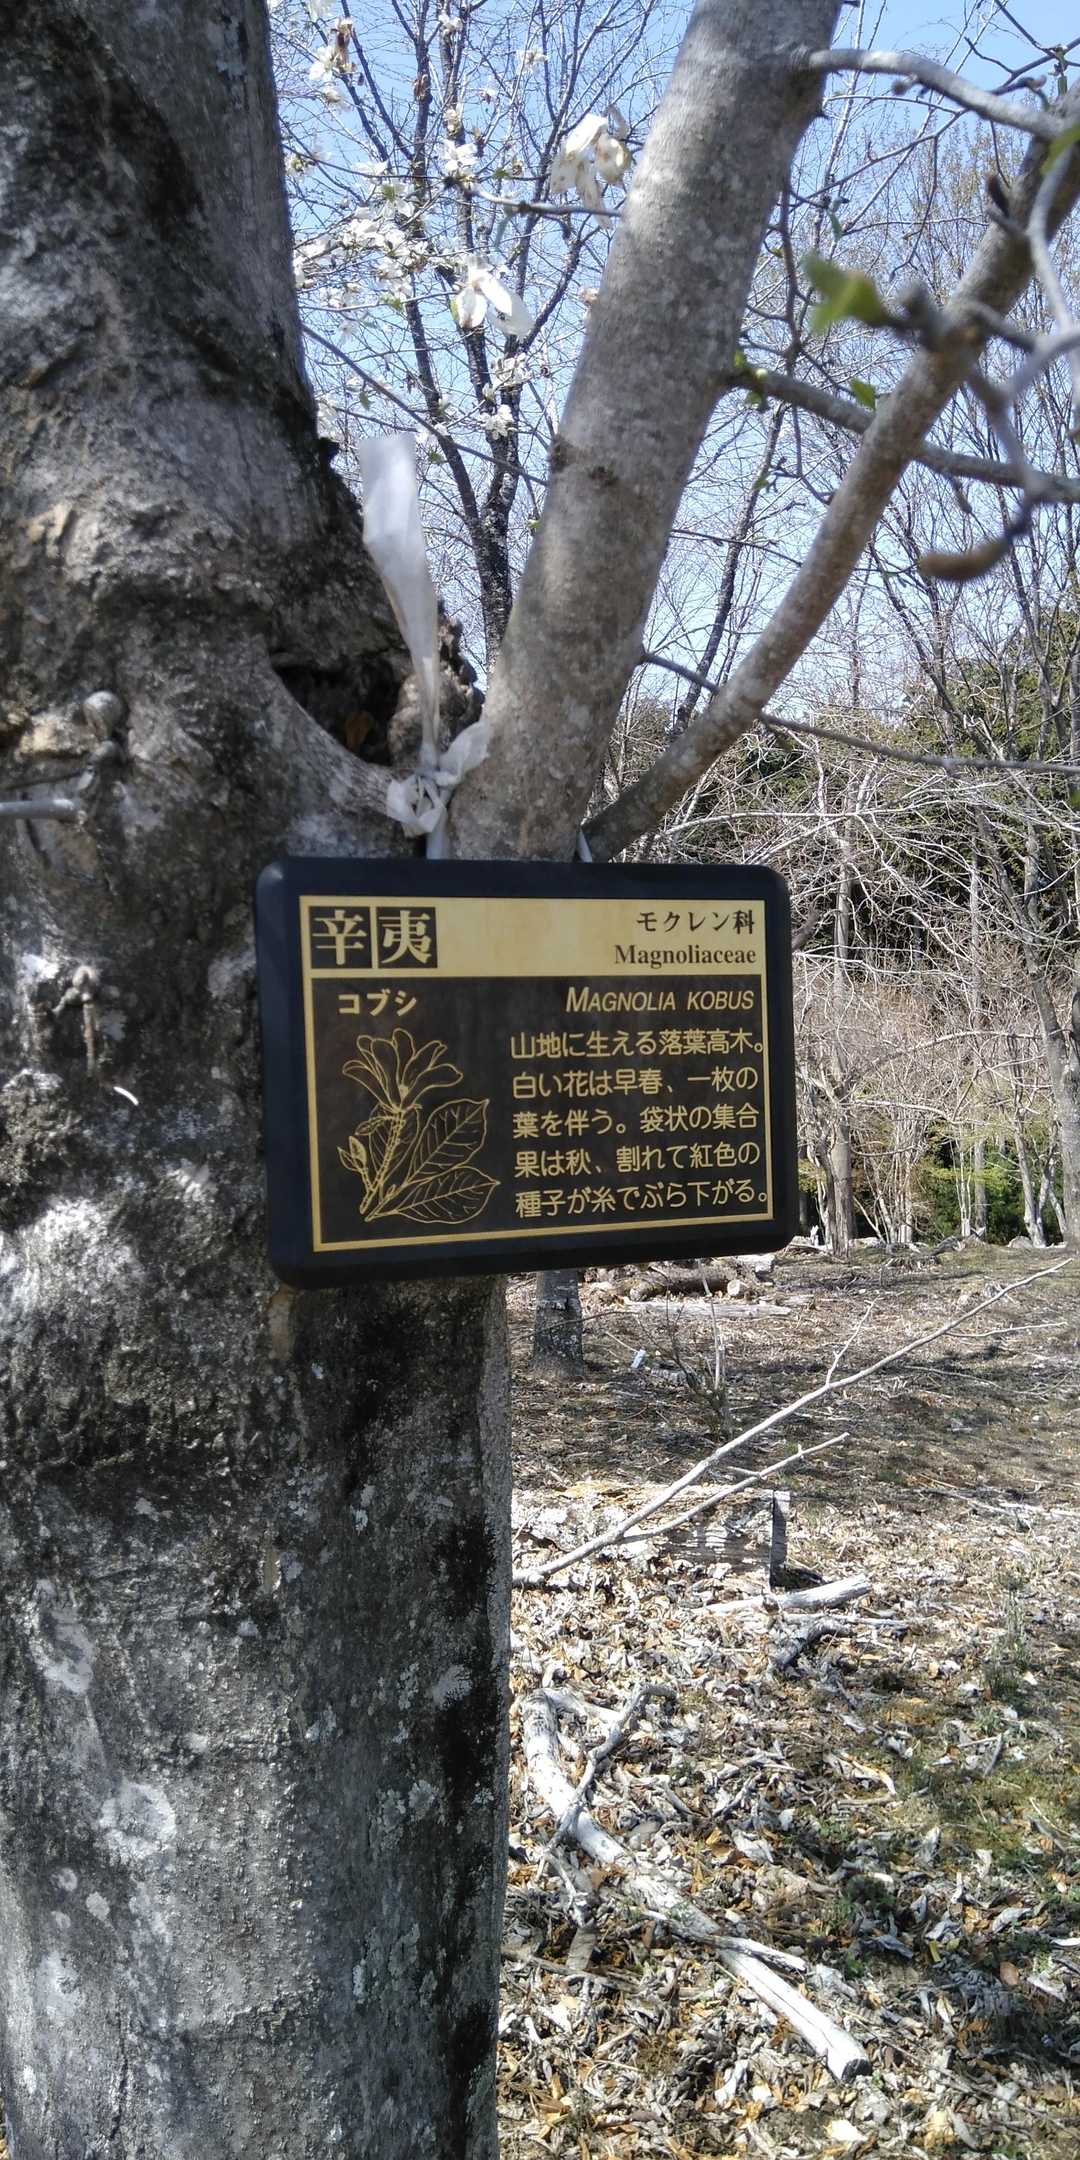 辛夷
モクレン科
Magnoliaceae
コブシ
MAGNOLIA KOBUS
山地に生える落葉高木。
白い花は早春、一枚の
葉を伴う。袋状の集合
果は秋、割れて紅色の
種子が糸でぶら下がる。